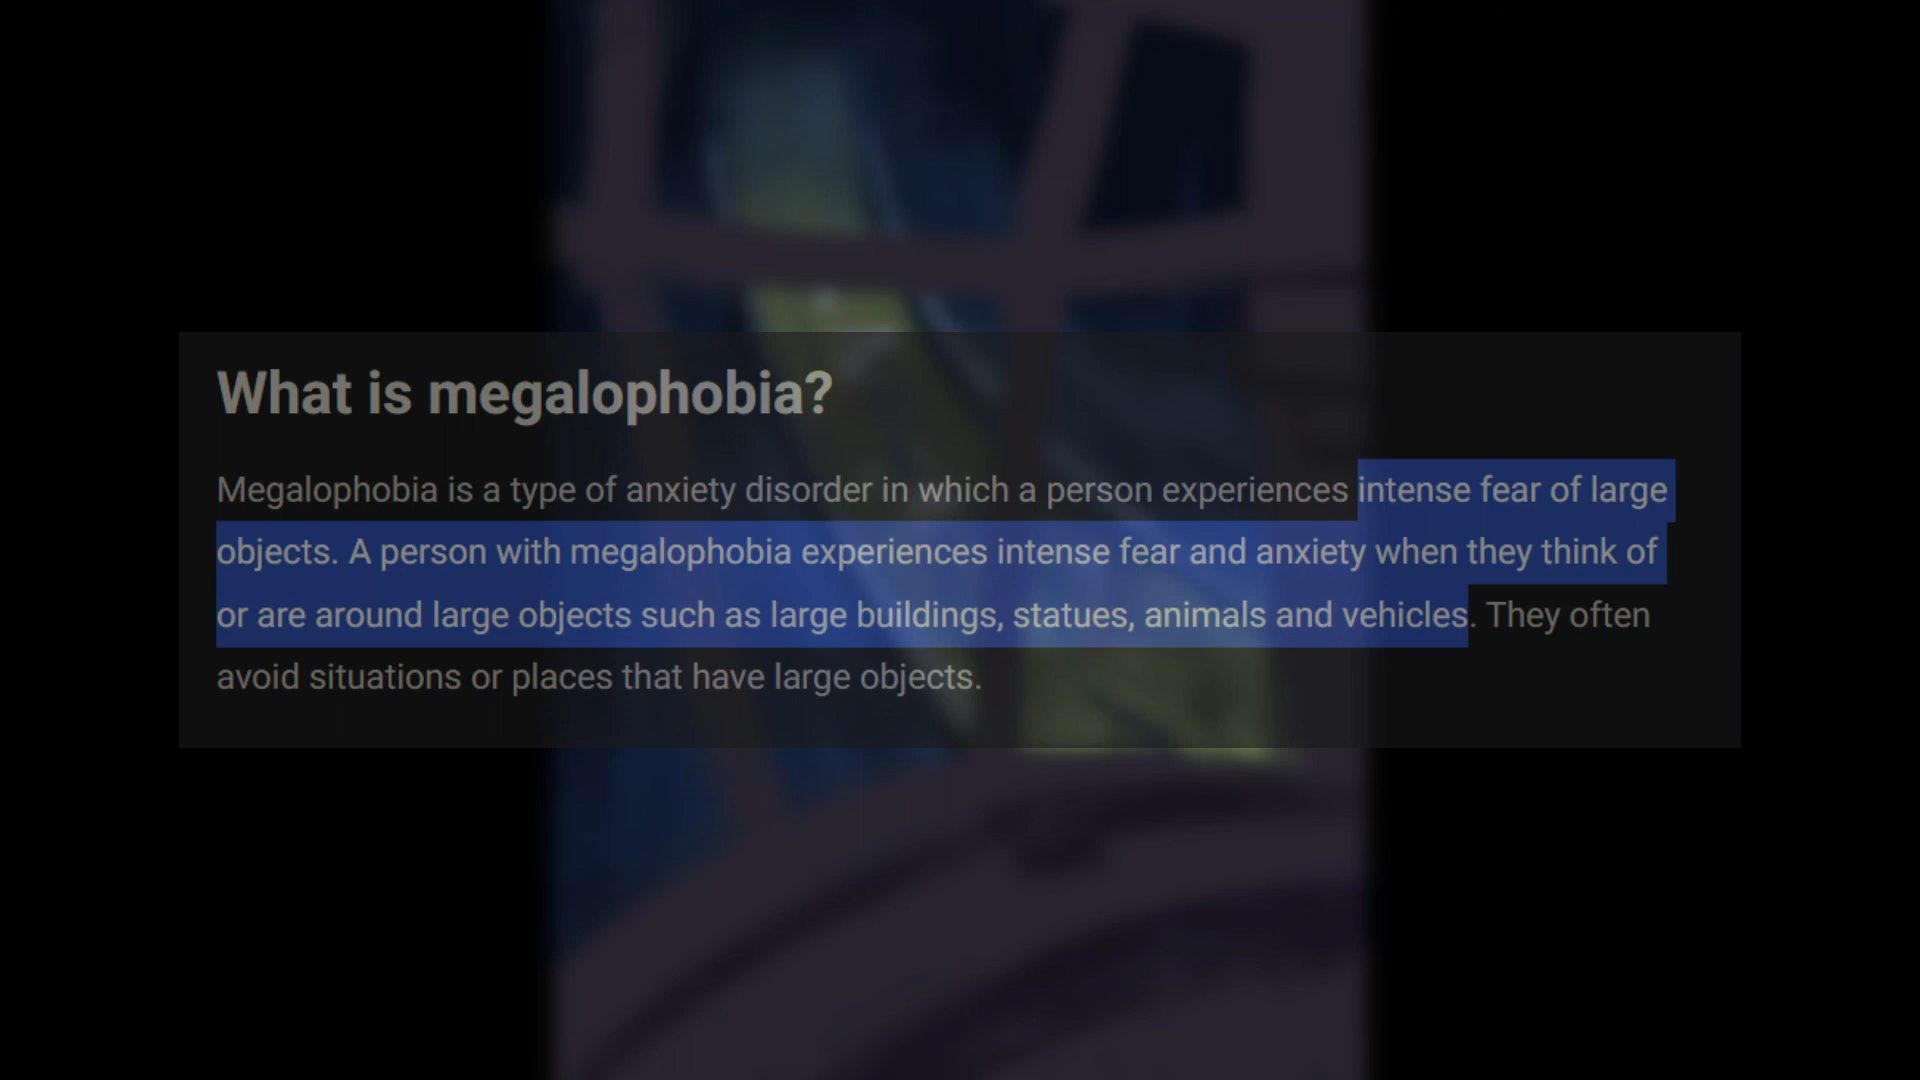 What is megalophobia?
Megalophobia is a type of anxiety disorder in which a person experiences intense fear of large
objects. A person with megalophobia experiences intense fear and anxiety when they think of
or are around large objects such as large buildings, statues, animals and vehicles. They often
avoid situations or places that have large objects.